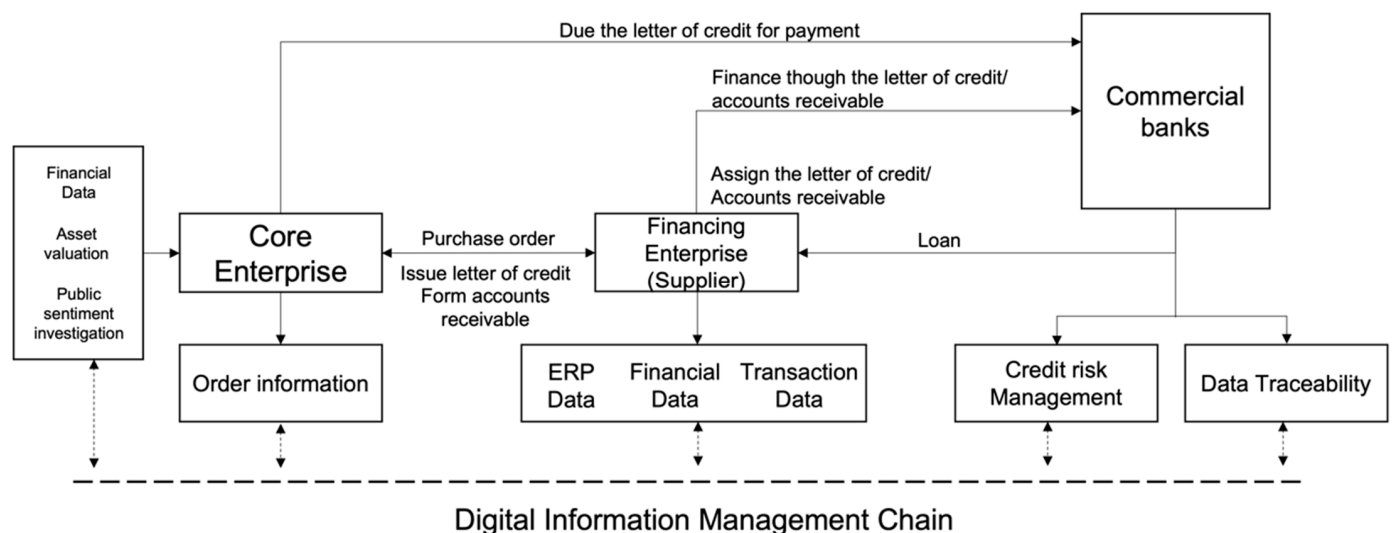 Due the letter of credit for payment
Finance though the letter of credit/
accounts receivable
Commercial
banks
Financial
Data
Asset
valuation
Public
sentiment
investigation
Core
Enterprise
Purchase order
Issue letter of credit
Form accounts
receivable
Assign the letter of credit/
Accounts receivable
Financing
Enterprise
(Supplier)
Loan
Order information
ERP
Data
Financial
Data
Transaction
Data
Credit risk
Management
Data Traceability
Digital Information Management Chain